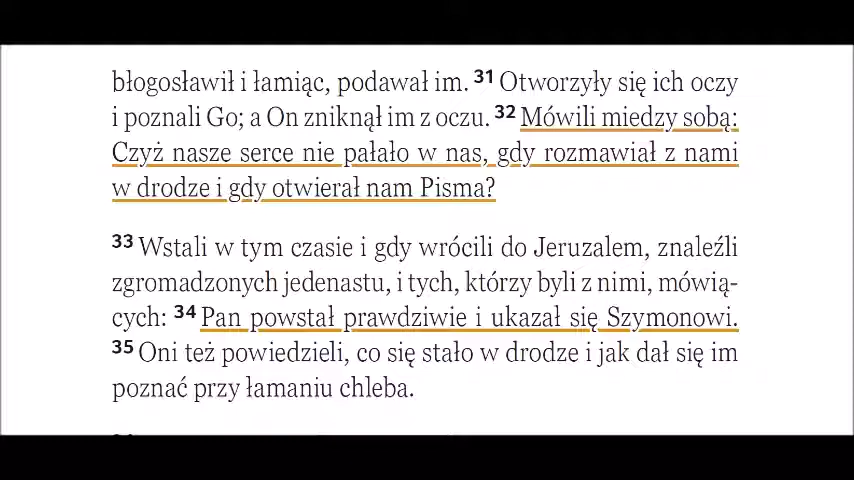 błogosławił i łamiąc, podawał im. 31 Otworzyły się ich oczy
i poznali Go; a On zniknął im z oczu. 32 Mówili miedzy sobą:
Czyż nasze serce nie pałało w nas, gdy rozmawiał z nami
w drodze i gdy otwierał nam Pisma?
33 Wstali w tym czasie i gdy wrócili do Jeruzalem, znaleźli
zgromadzonych jedenastu, i tych, którzy byli z nimi, mówią-
cych: 34 Pan powstał prawdziwie i ukazał się Szymonowi.
35 Oni też powiedzieli, co się stało w drodze i jak dał się im
poznać przy łamaniu chleba.